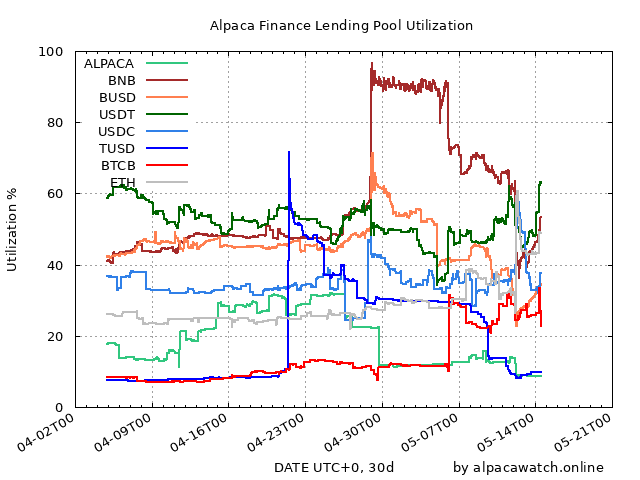 Alpaca Finance Lending Pool Utilization
100
80
60
40
20
0
Utilization %
ALPACA
BNB
BUSD
USDT
USDC
TUSD
BTCB
ETH
04-02T00
04-09T00
04-16T00
04-23T00
04-30T00
05-07T00
05-14T00
05-21T00
DATE UTC+0, 30d
by alpacawatch.online